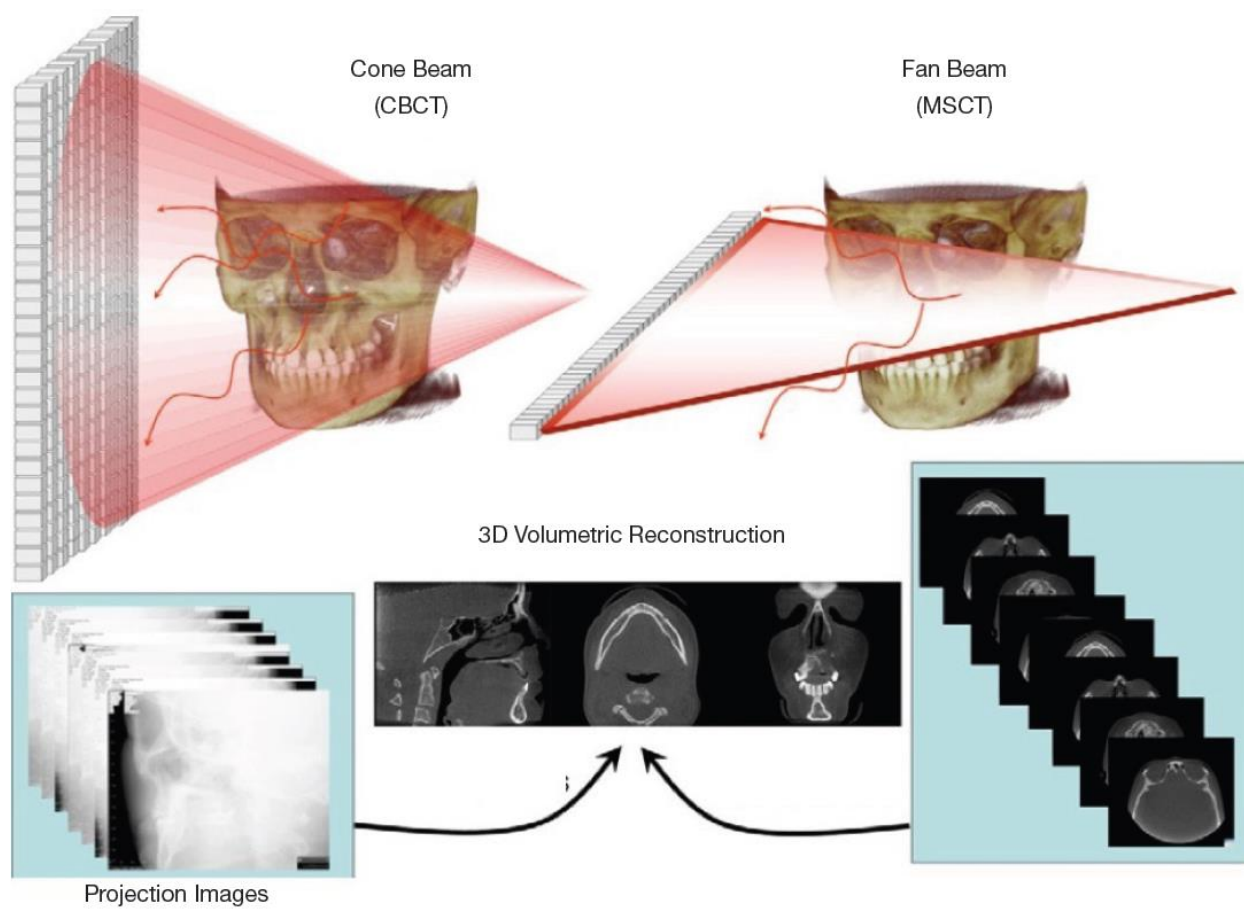 Cone Beam
(CBCT)
Fan Beam
(MSCT)
3D Volumetric Reconstruction
Projection Images